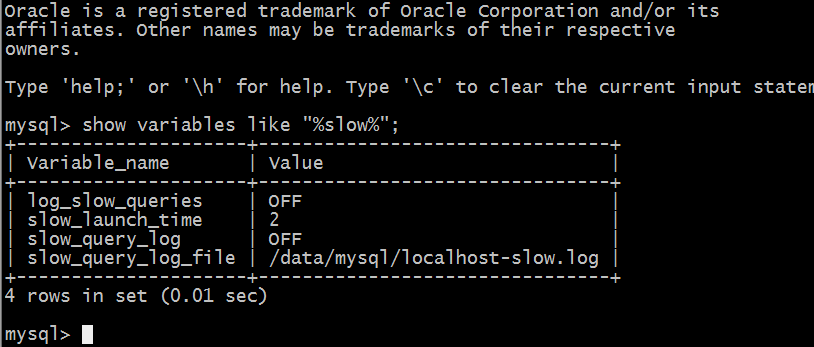 Oracle is a registered trademark of Oracle Corporation and/or its
affiliates. Other names may be trademarks of their respective
owners.
Type 'help;' or '\h' for help. Type '\c' to clear the current input statem
mysql> show variables like "%slow%";
+---------------------+-------------------------------+
| Variable_name       | Value                         |
+---------------------+-------------------------------+
| log_slow_queries    | OFF                           |
| slow_launch_time    | 2                             |
| slow_query_log      | OFF                           |
| slow_query_log_file | /data/mysql/localhost-slow.log |
+---------------------+-------------------------------+
4 rows in set (0.01 sec)
mysql>